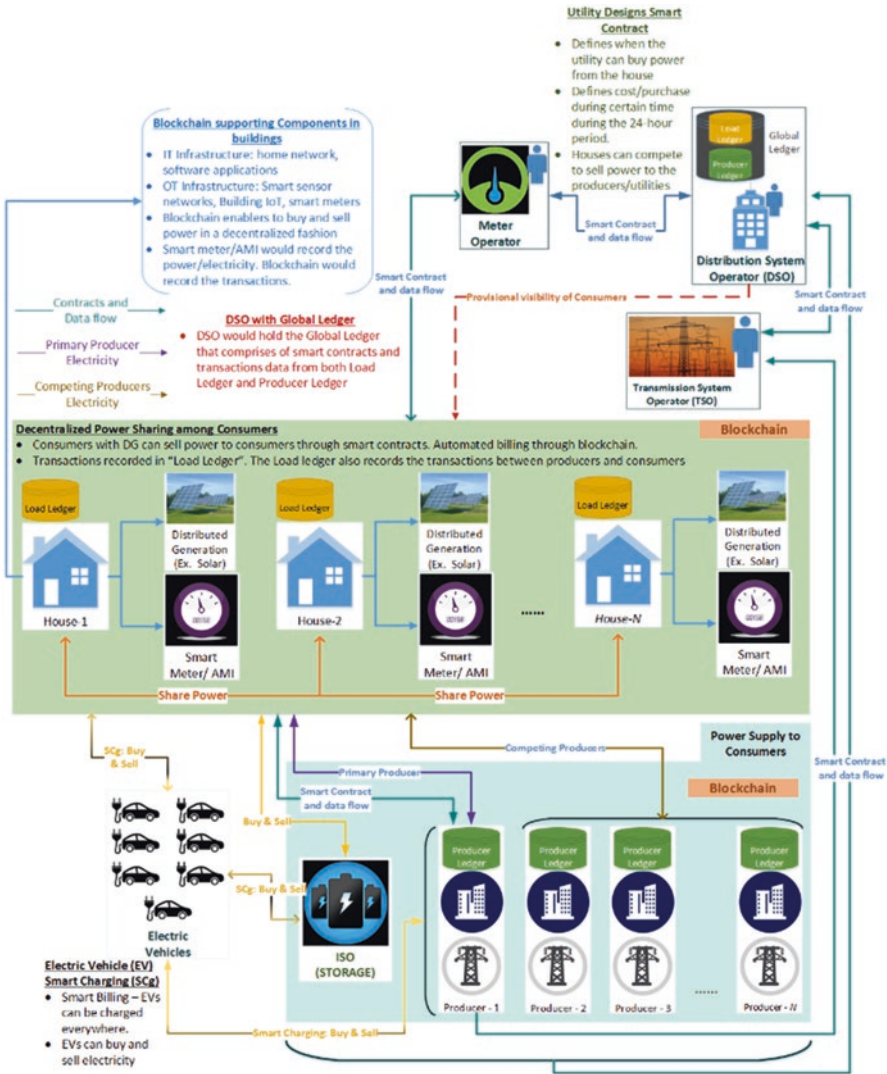 Utility Designs Smart
Contract
• Defines when the
utility can buy power
from the house
• Defines cost/purchase
during certain time
during the 24-hour
period.
• Houses can compete
to sell power to the
producers/utilities
Blockchain supporting Components in
buildings
• IT Infrastructure: home network,
software applications
• OT Infrastructure: Smart sensor
networks, Building IoT, smart meters
• Blockchain enablers to buy and sell
power in a decentralized fashion
• Smart meter/AMI would record the
power/electricity. Blockchain would
record the transactions.
Load
Ledger
Producer
Ledger
Global
Ledger
Meter
Operator
Smart Contract
and data flow
Distribution System
Operator (DSO)
Smart Contract
and data flow
Smart Contract
and data flow
Provisional visibility of Consumers
Contracts and
Data flow
Primary Producer
Electricity
Competing Producers
Electricity
DSO with Global Ledger
• DSO would hold the Global Ledger
that comprises of smart contracts and
transactions data from both Load
Ledger and Producer Ledger
Transmission System
Operator (TSO)
Decentralized Power Sharing among Consumers
Blockchain
• Consumers with DG can sell power to consumers through smart contracts. Automated billing through blockchain.
• Transactions recorded in “Load Ledger”. The Load ledger also records the transactions between producers and consumers
Load Ledger
Load Ledger
Load Ledger
Distributed
Generation
(Ex. Solar)
Distributed
Generation
(Ex. Solar)
Distributed
Generation
(Ex. Solar)
House-1
House-2
......
House-N
Smart
Meter/ AMI
Smart
Meter/ AMI
Smart
Meter/ AMI
Share Power
Share Power
SCg: Buy
& Sell
Competing Producers
Power Supply to
Consumers
Primary Producer
Blockchain
Smart Contract
and data flow
Smart Contract
and data flow
Buy & Sell
SCg: Buy & Sell
Electric
Vehicles
ISO
(STORAGE)
Producer
Ledger
Producer
Ledger
Producer
Ledger
Producer
Ledger
Producer - 1
Producer - 2
Producer - 3
......
Producer - N
Electric Vehicle (EV)
Smart Charging (SCg)
• Smart Billing – EVs
can be charged
everywhere.
• EVs can buy and
sell electricity
Smart Charging: Buy & Sell